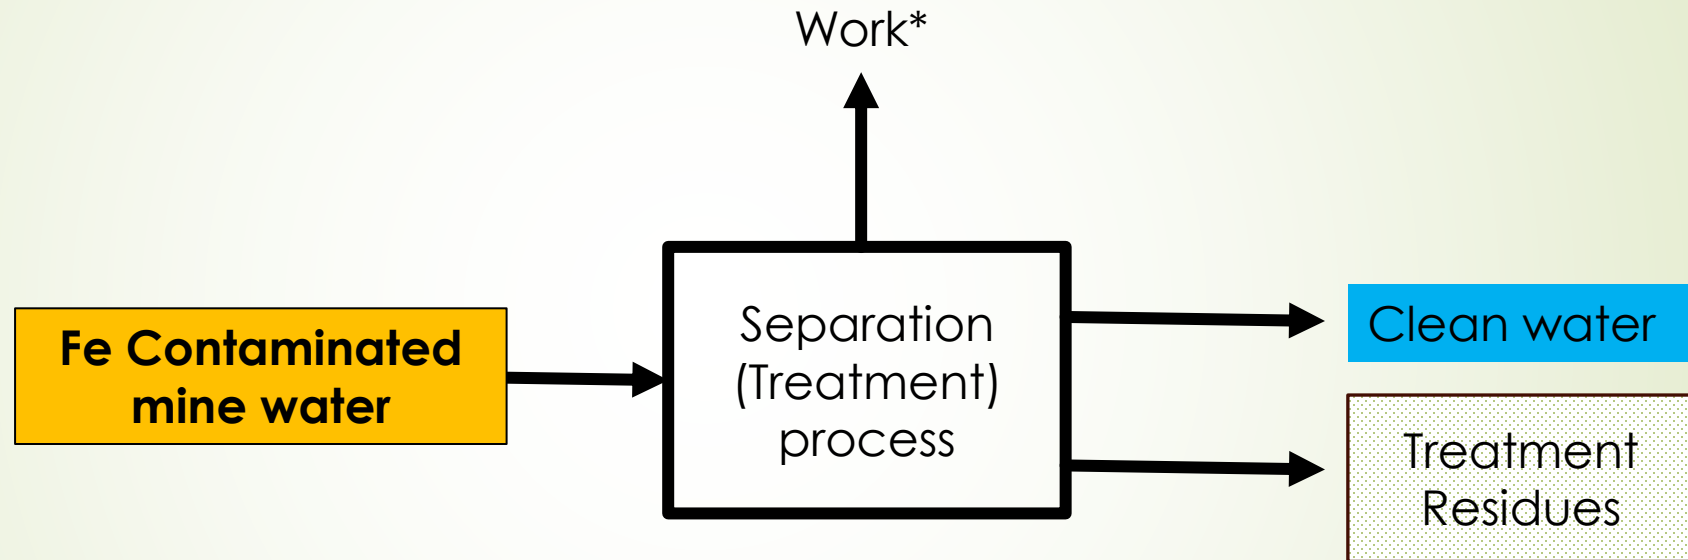 Work*
Fe Contaminated
mine water
Separation
(Treatment)
process
Clean water
Treatment
Residues